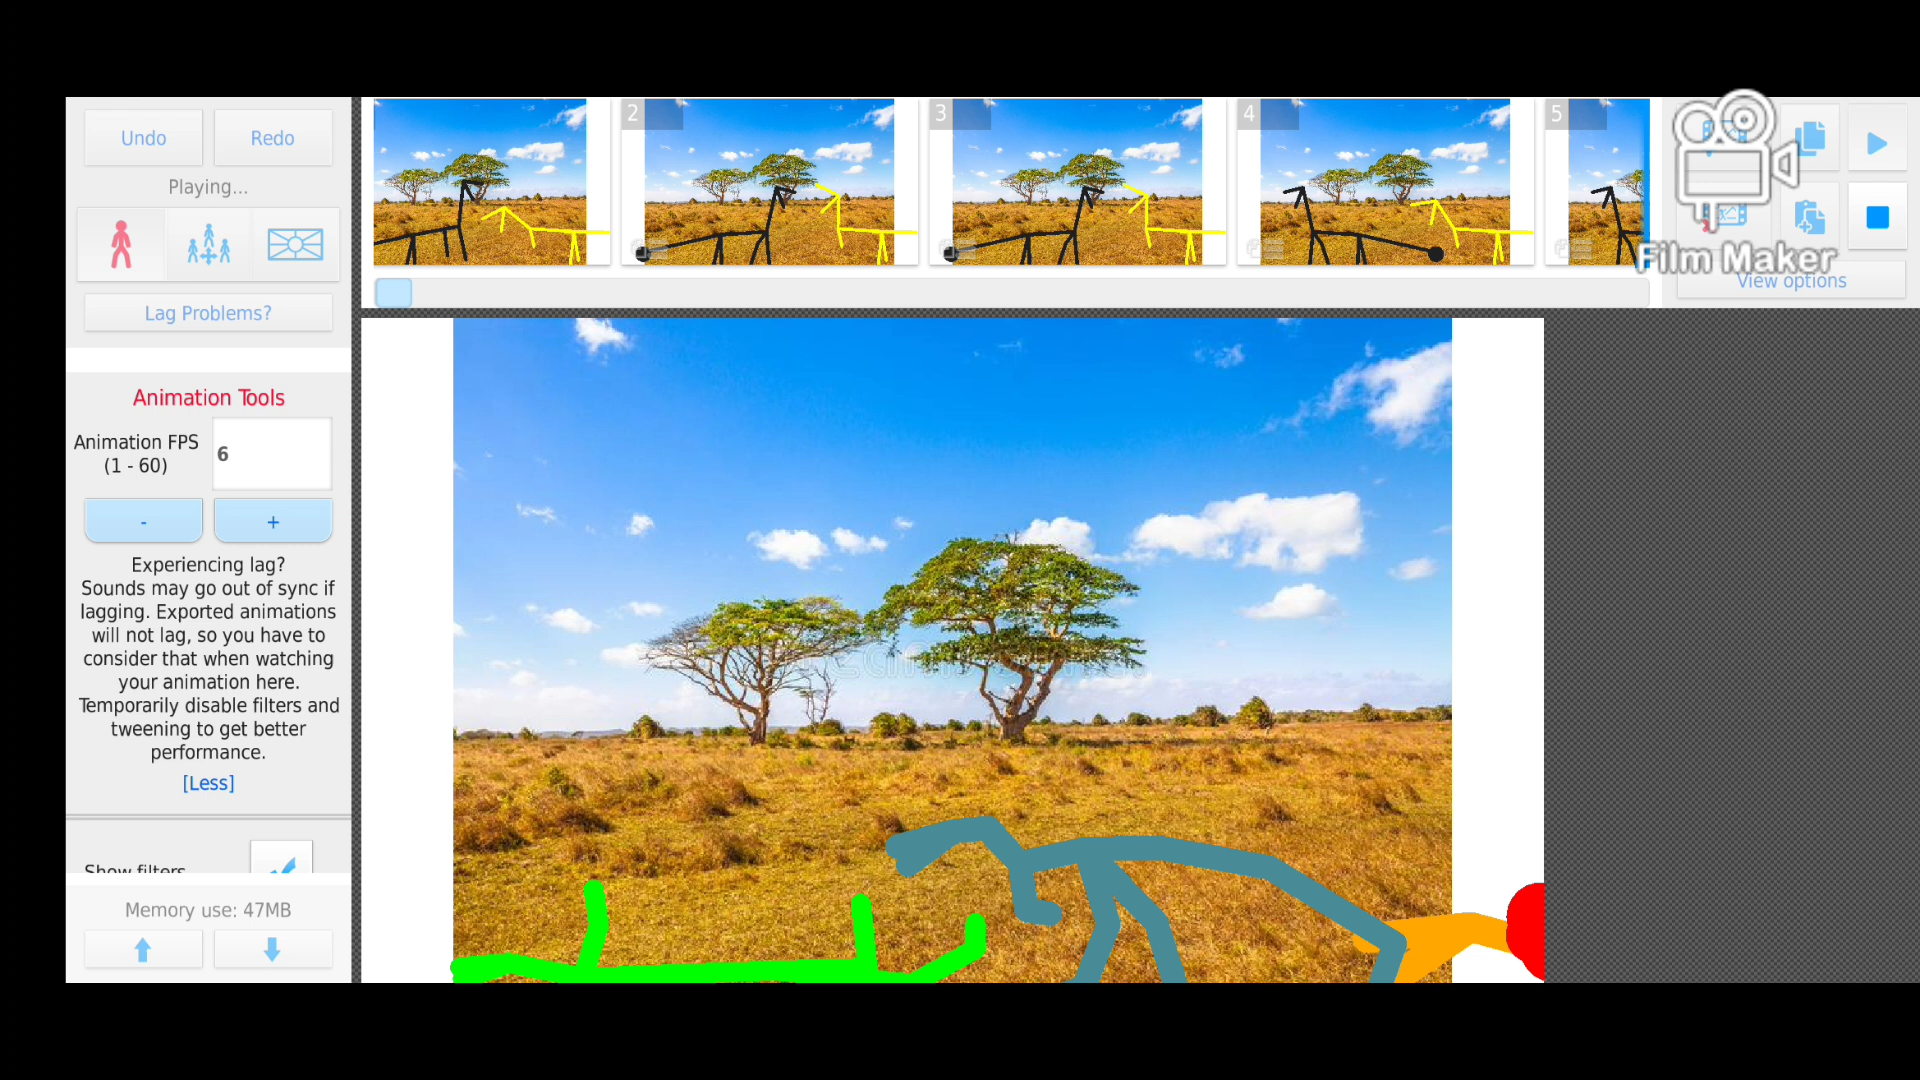 Undo
Redo
Playing...
Lag Problems?
Animation Tools
Animation FPS
(1 - 60)
6
-
+
Experiencing lag?
Sounds may go out of sync if
lagging. Exported animations
will not lag, so you have to
consider that when watching
your animation here.
Temporarily disable filters and
tweening to get better
performance.
[Less]
Show filters
Memory use: 47MB
2
3
4
5
Film Maker
View options